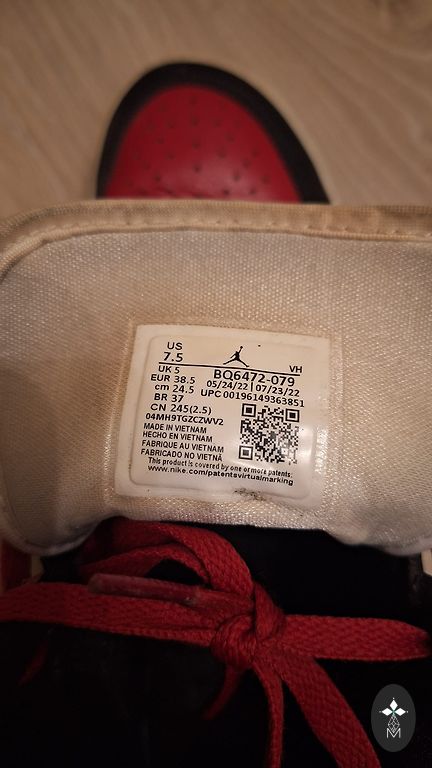 US
7.5 VH
UK 5 BQ6472-079
EUR 38.5 05/24/22 07/23/22
cm 24.5 UPC 00196149363851
BR 37
CN 245(2.5)
04MH9TGZCZWV2
MADE IN VIETNAM
HECHO EN VIETNAM
FABRIQUE AU VIETNAM
FABRICADO NO VIETNÃ
This product is covered by one or more patents:
www.nike.com/patentsvirtualmarking
M